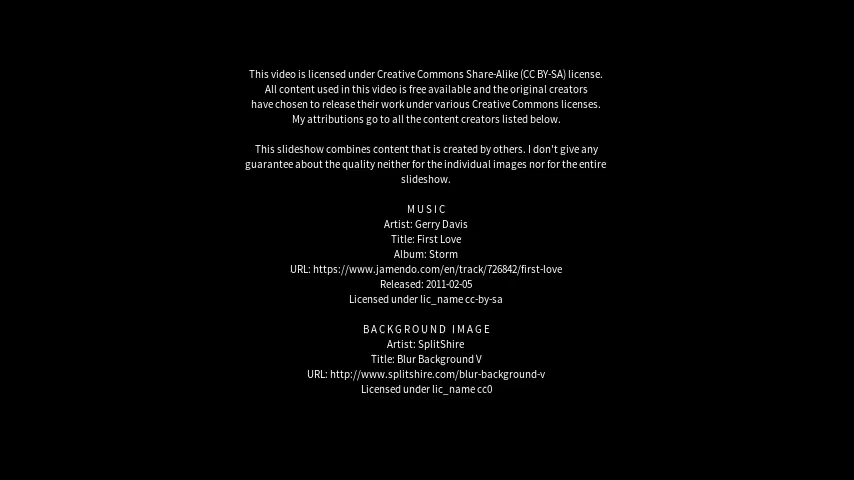 This video is licensed under Creative Commons Share-Alike (CC BY-SA) license.
All content used in this video is free available and the original creators
have chosen to release their work under various Creative Commons licenses.
My attributions go to all the content creators listed below.
This slideshow combines content that is created by others. I don't give any
guarantee about the quality neither for the individual images nor for the entire
slideshow.
MUSIC
Artist: Gerry Davis
Title: First Love
Album: Storm
URL: https://www.jamendo.com/en/track/726842/first-love
Released: 2011-02-05
Licensed under lic_name cc-by-sa
BACKGROUND IMAGE
Artist: SplitShire
Title: Blur Background V
URL: http://www.splitshire.com/blur-background-v
Licensed under lic_name cc0